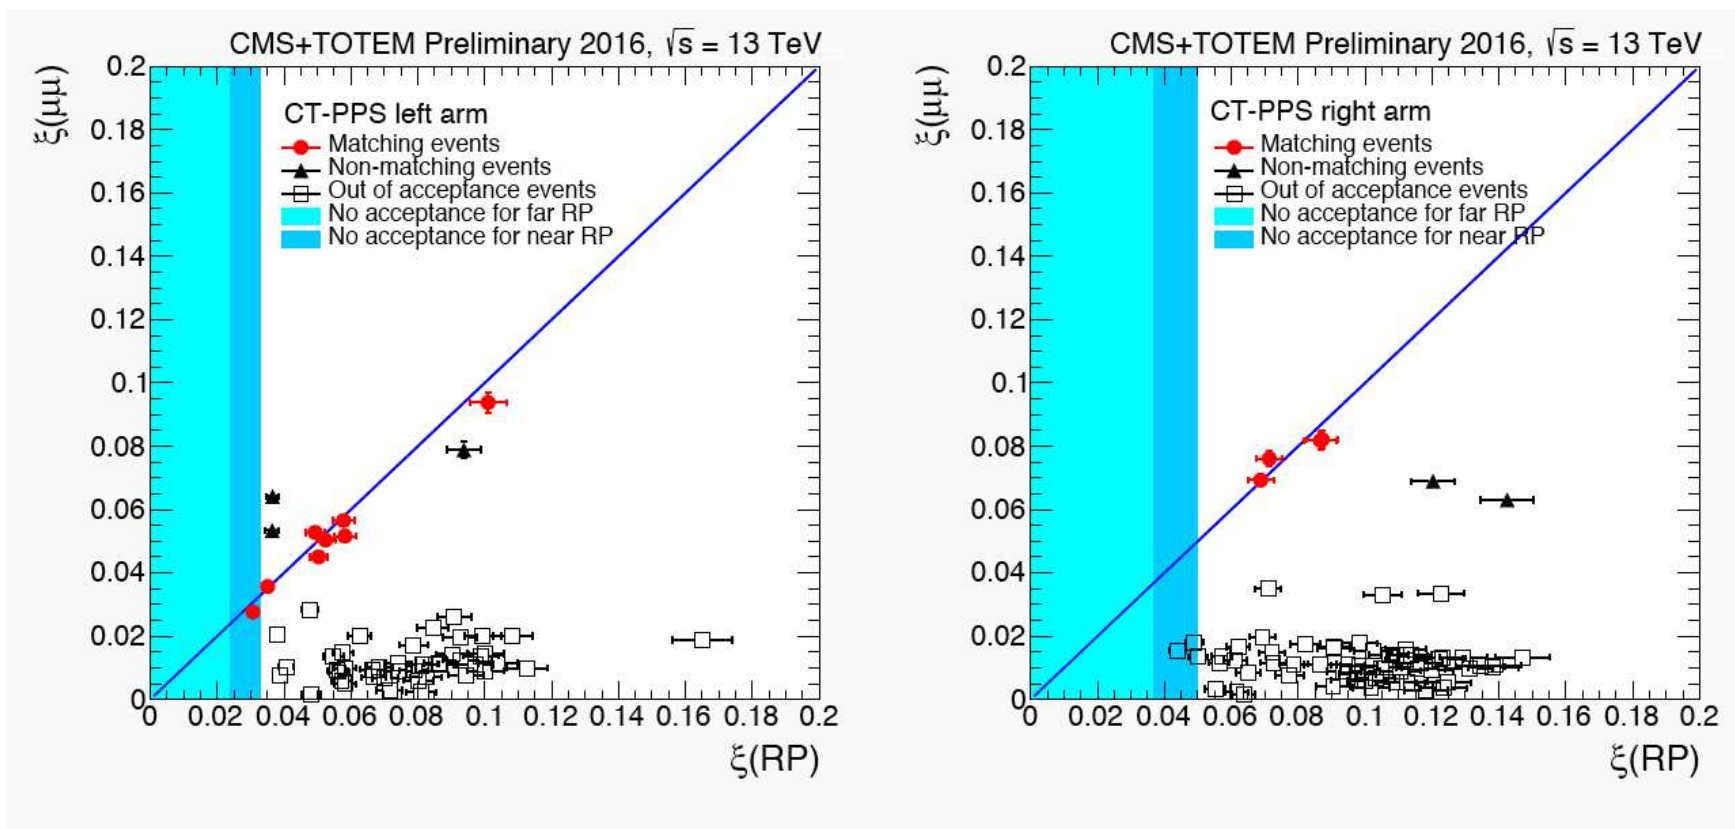 CMS+TOTEM Preliminary 2016, √s = 13 TeV
ξ(μμ)
0.2
0.18
0.16
0.14
0.12
0.1
0.08
0.06
0.04
0.02
0
CT-PPS left arm
Matching events
Non-matching events
Out of acceptance events
No acceptance for far RP
No acceptance for near RP
0 0.02 0.04 0.06 0.08 0.1 0.12 0.14 0.16 0.18 0.2
ξ(RP)
CMS+TOTEM Preliminary 2016, √s = 13 TeV
ξ(μμ)
0.2
0.18
0.16
0.14
0.12
0.1
0.08
0.06
0.04
0.02
0
CT-PPS right arm
Matching events
Non-matching events
Out of acceptance events
No acceptance for far RP
No acceptance for near RP
0 0.02 0.04 0.06 0.08 0.1 0.12 0.14 0.16 0.18 0.2
ξ(RP)